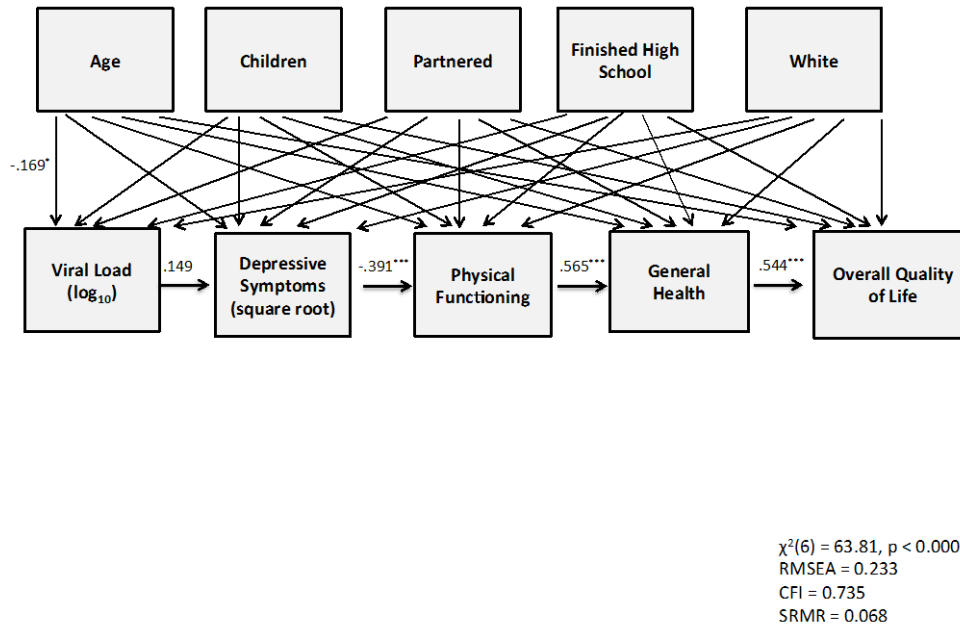 Age
Children
Partnered
Finished High
School
White
-.169*
Viral Load
(log₁₀)
.149
Depressive
Symptoms
(square root)
-.391***
Physical
Functioning
.565***
General
Health
.544***
Overall Quality
of Life
χ²(6) = 63.81, p < 0.000
RMSEA = 0.233
CFI = 0.735
SRMR = 0.068